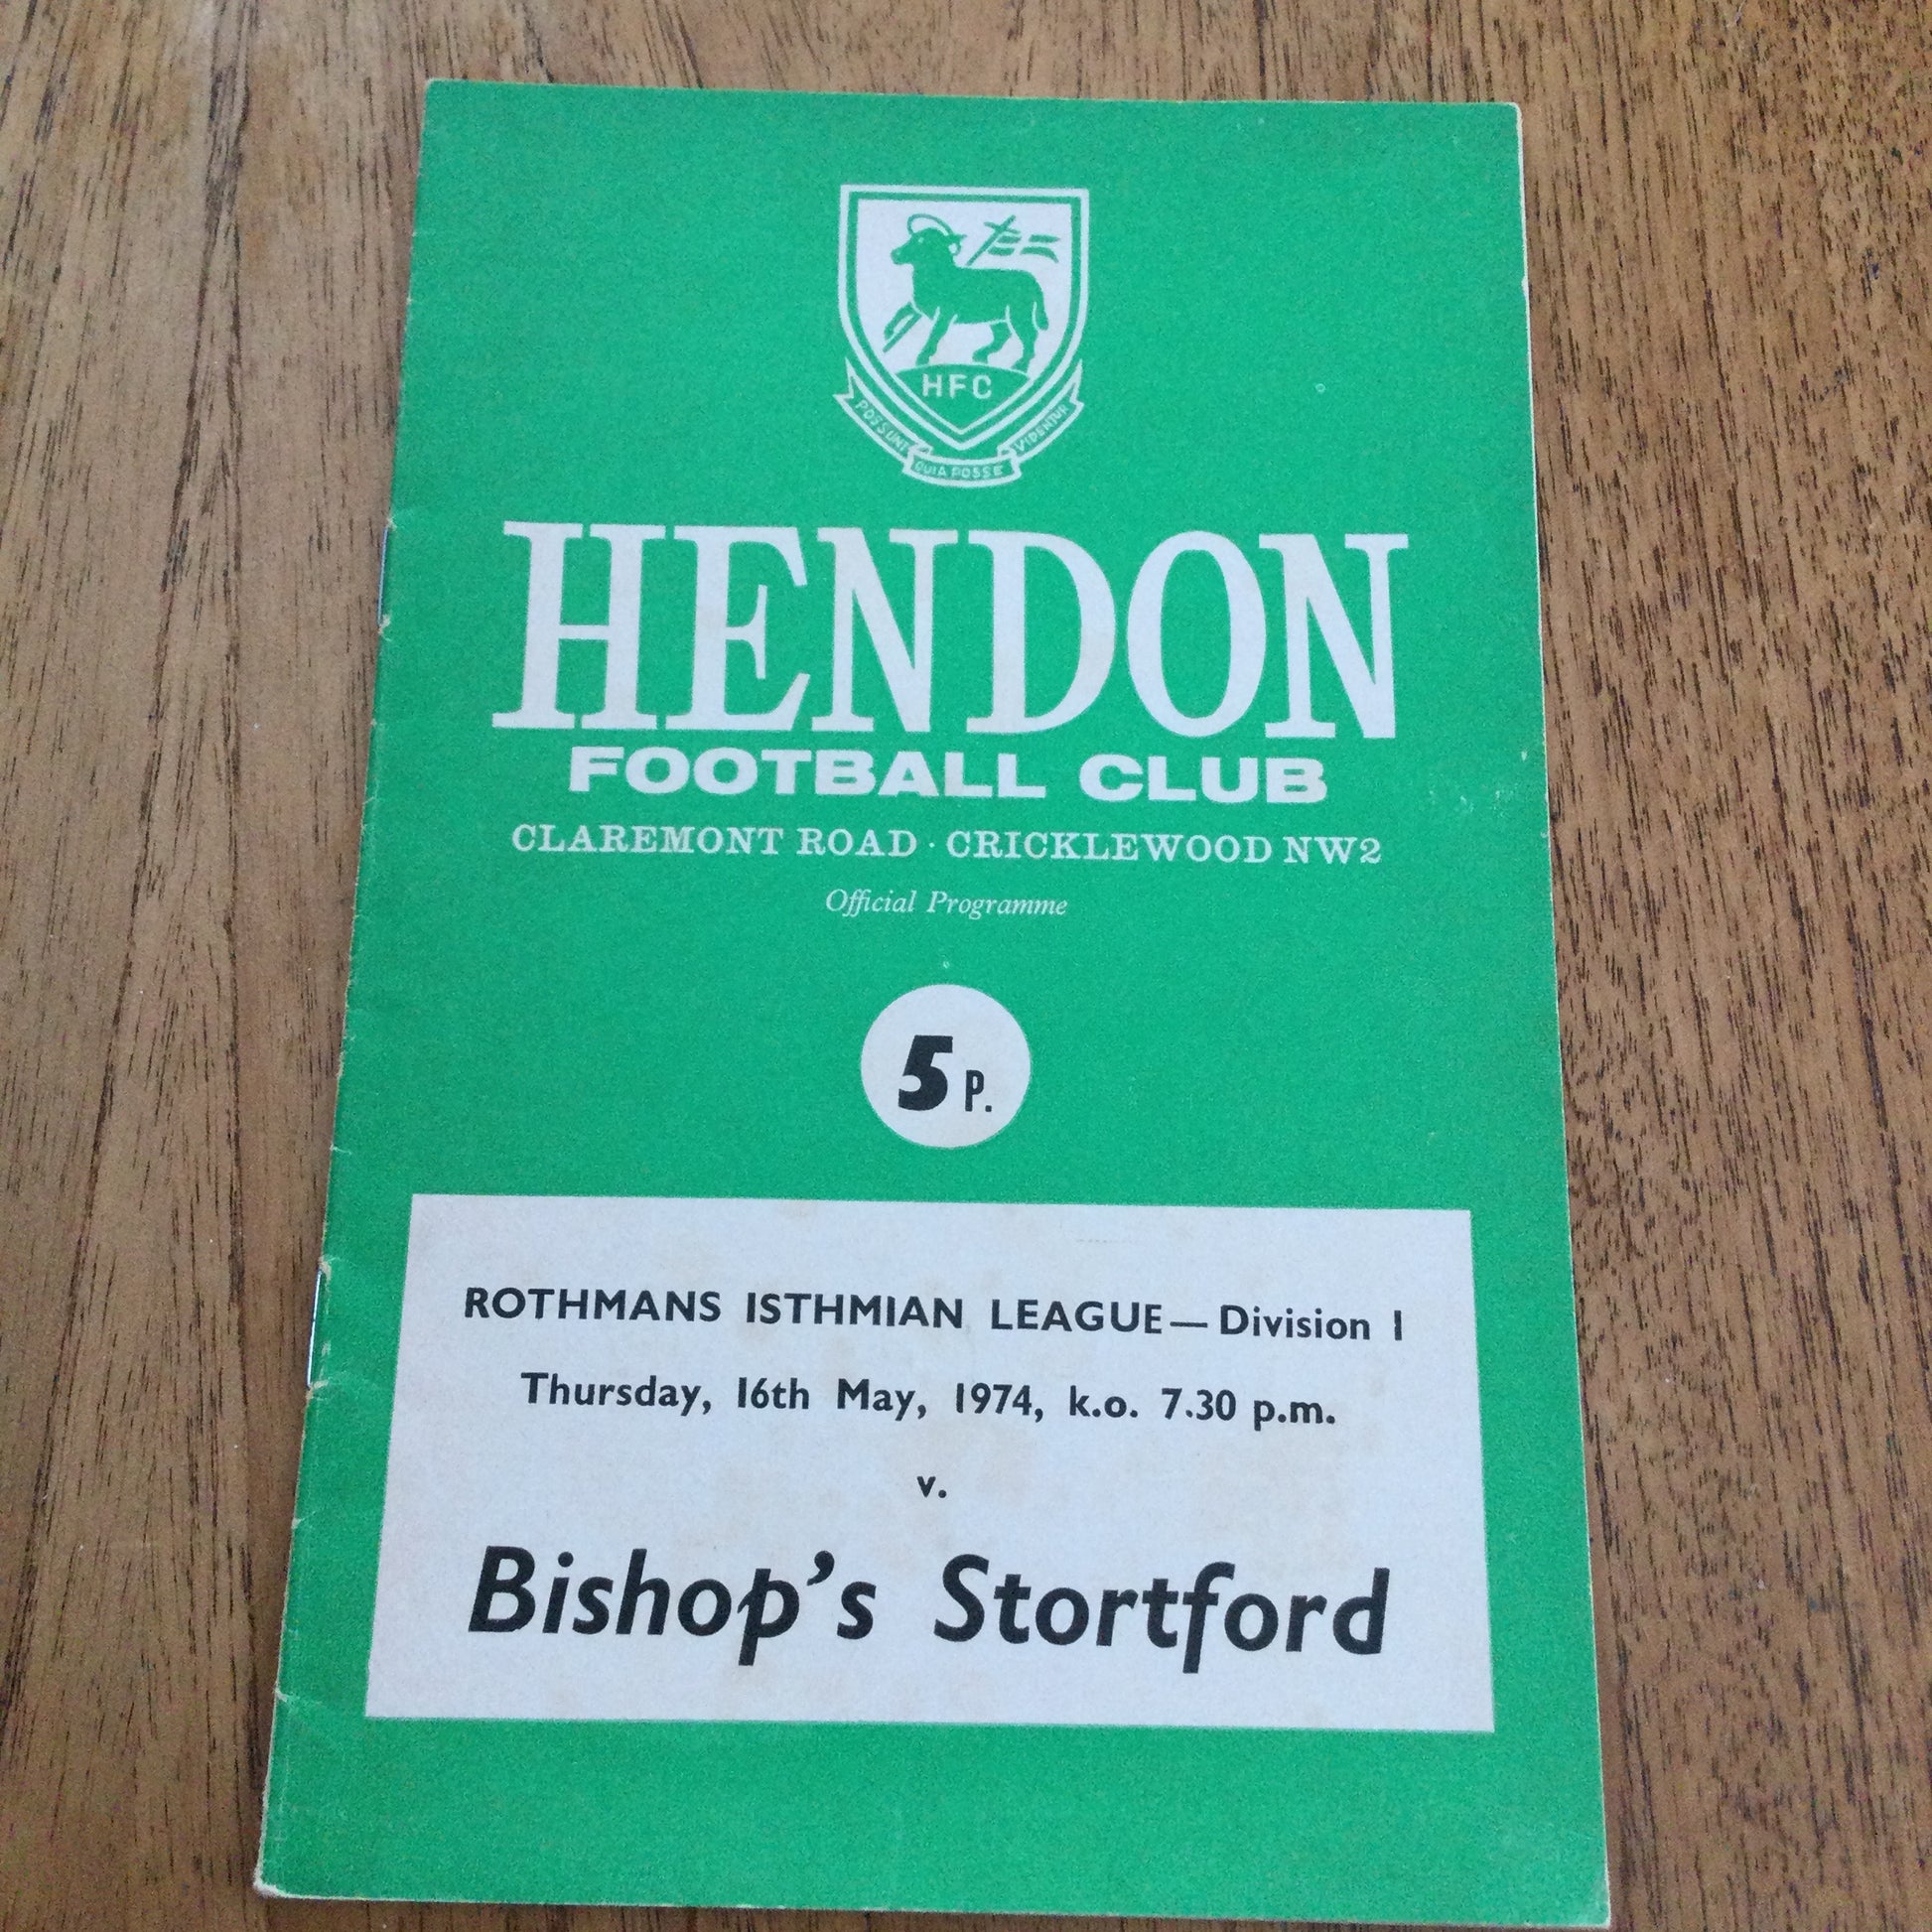 HFC
POSSUNT QUIA POSSE VIDENTUR
HENDON
FOOTBALL CLUB
CLAREMONT ROAD · CRICKLEWOOD NW2
Official Programme
5 P.
ROTHMANS ISTHMIAN LEAGUE — Division 1
Thursday, 16th May, 1974, k.o. 7.30 p.m.
v.
Bishop's Stortford